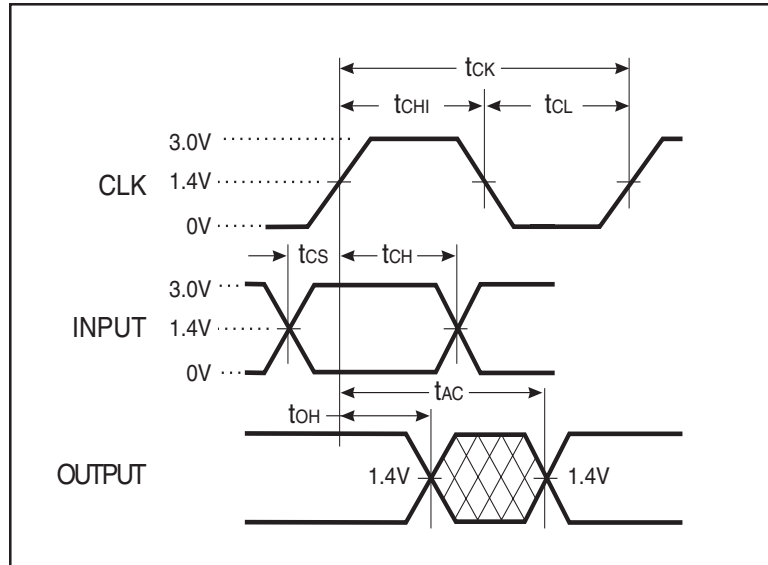 tCK
tCHI tCL
3.0V
CLK 1.4V
0V
tCS tCH
3.0V
INPUT 1.4V
0V
tAC
tOH
OUTPUT 1.4V 1.4V